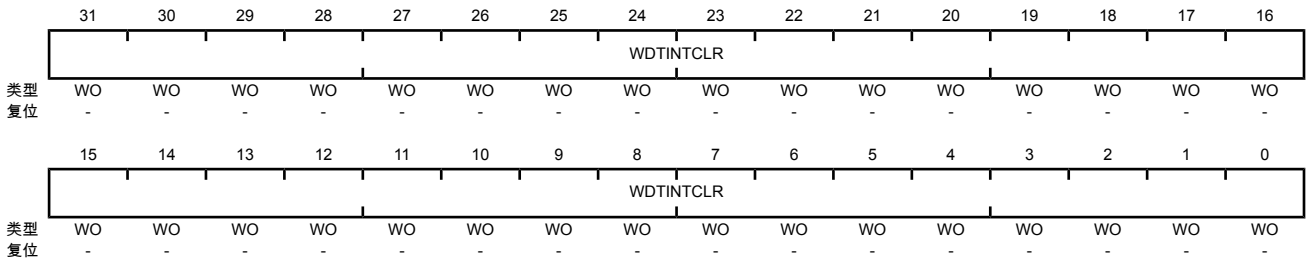 31 30 29 28 27 26 25 24 23 22 21 20 19 18 17 16
WDTINTCLR
类型 WO WO WO WO WO WO WO WO WO WO WO WO WO WO WO WO
复位 - - - - - - - - - - - - - - - -
15 14 13 12 11 10 9 8 7 6 5 4 3 2 1 0
WDTINTCLR
类型 WO WO WO WO WO WO WO WO WO WO WO WO WO WO WO WO
复位 - - - - - - - - - - - - - - - -